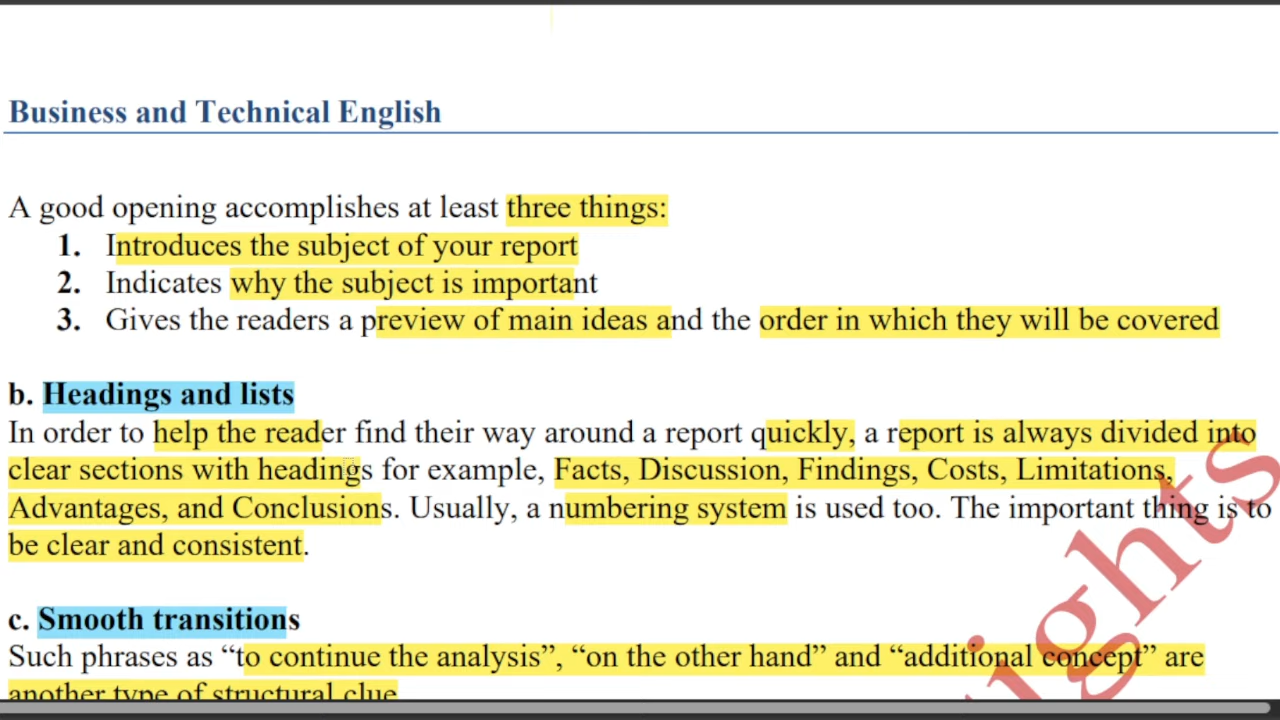 Business and Technical English
A good opening accomplishes at least three things:
1. Introduces the subject of your report
2. Indicates why the subject is important
3. Gives the readers a preview of main ideas and the order in which they will be covered
b. Headings and lists
In order to help the reader find their way around a report quickly, a report is always divided into
clear sections with headings for example, Facts, Discussion, Findings, Costs, Limitations,
Advantages, and Conclusions. Usually, a numbering system is used too. The important thing is to
be clear and consistent.
c. Smooth transitions
Such phrases as “to continue the analysis”, “on the other hand” and “additional concept” are
another type of structural clue